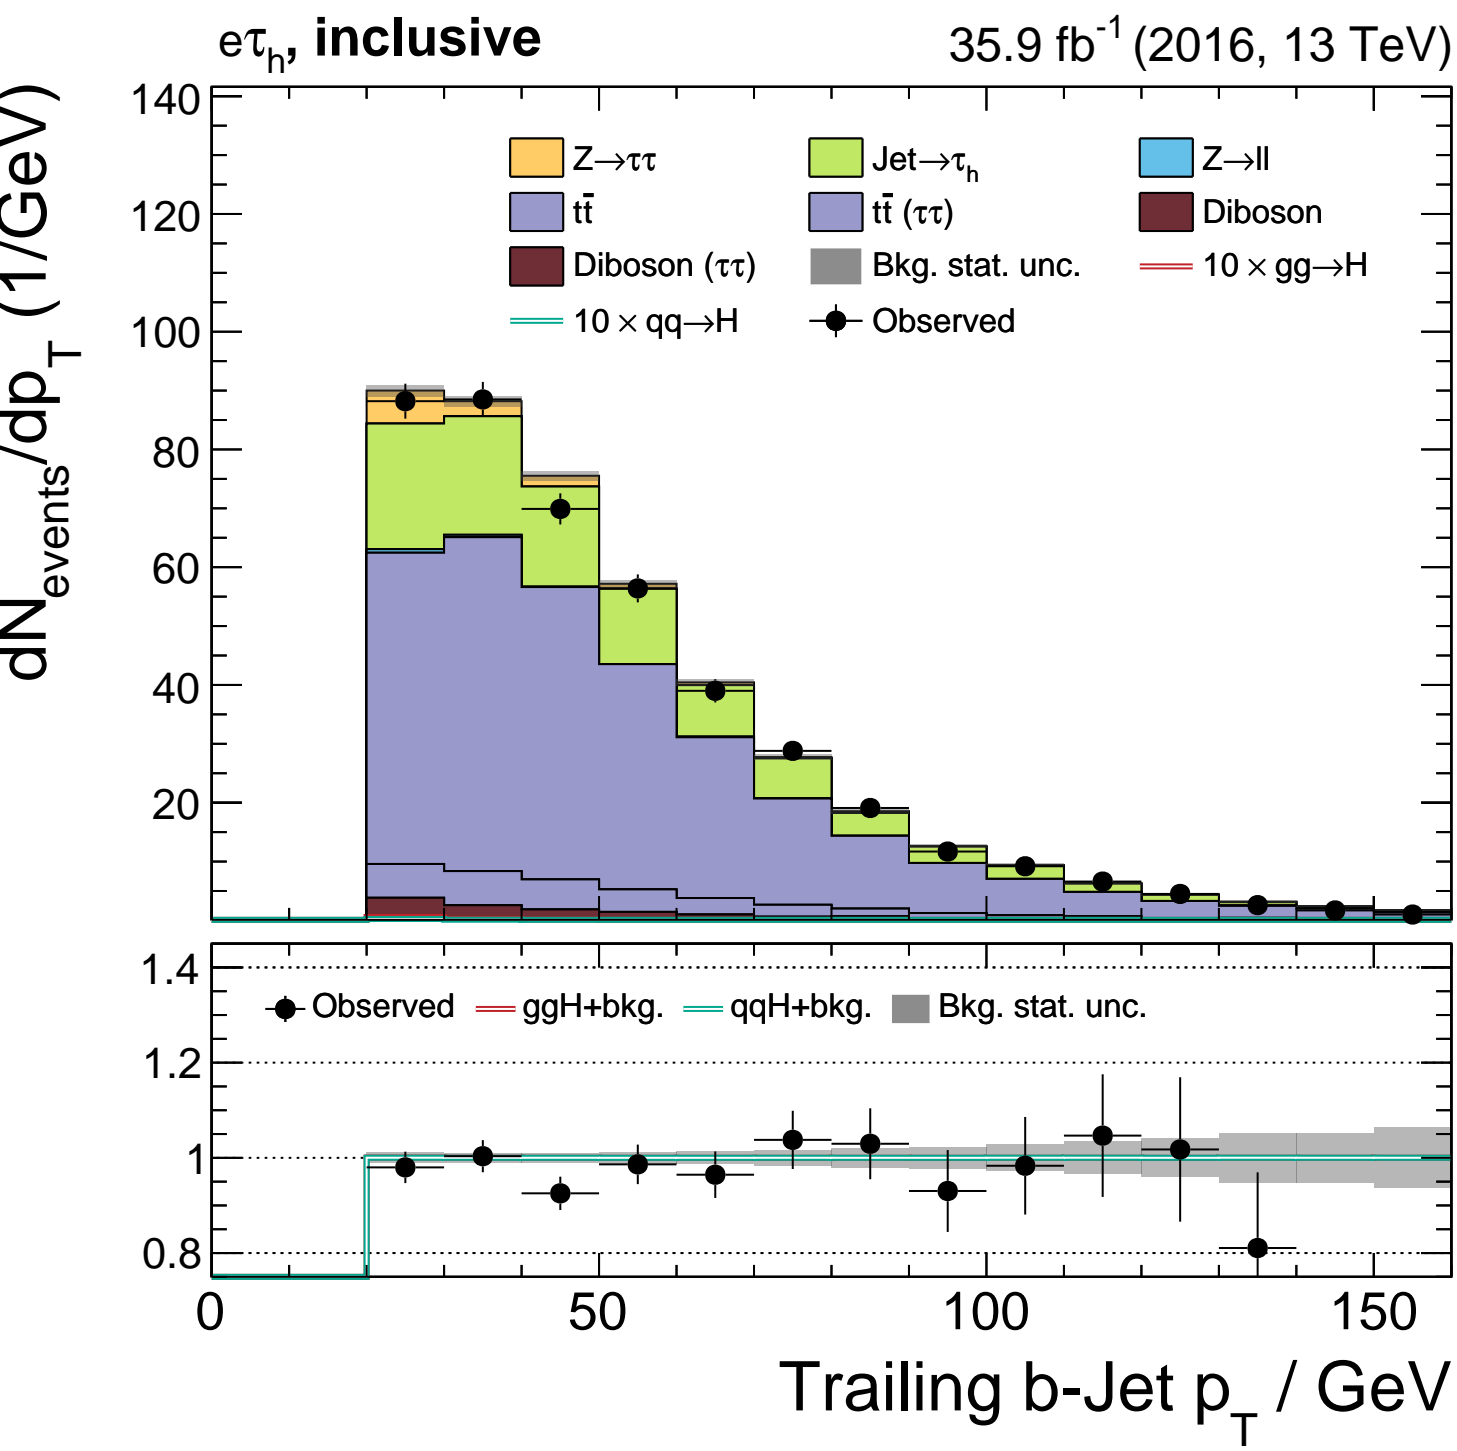 eτh, inclusive 35.9 fb-1 (2016, 13 TeV)
dNevents/dpT (1/GeV)
140
120
100
80
60
40
20
Z→ττ Jet→τh Z→ll
tt̄ tt̄ (ττ) Diboson
Diboson (ττ) Bkg. stat. unc. 10 × gg→H
10 × qq→H Observed
1.4
1.2
1
0.8
Observed ggH+bkg. qqH+bkg. Bkg. stat. unc.
0 50 100 150
Trailing b-Jet pT / GeV